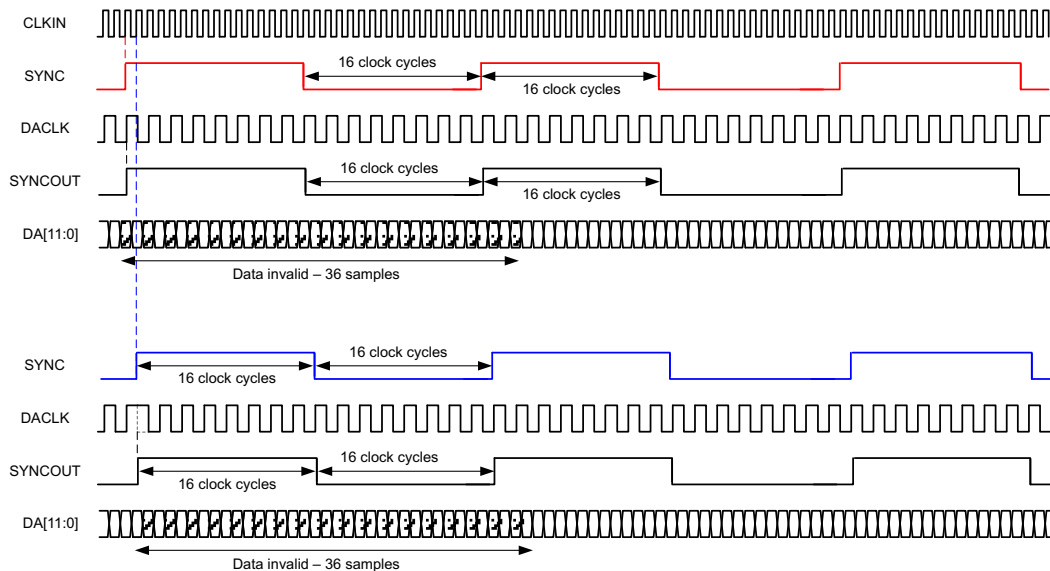 CLKIN
SYNC
16 clock cycles
16 clock cycles
DACLK
SYNCOUT
16 clock cycles
16 clock cycles
DA[11:0]
Data invalid – 36 samples
SYNC
16 clock cycles
16 clock cycles
DACLK
SYNCOUT
16 clock cycles
16 clock cycles
DA[11:0]
Data invalid – 36 samples